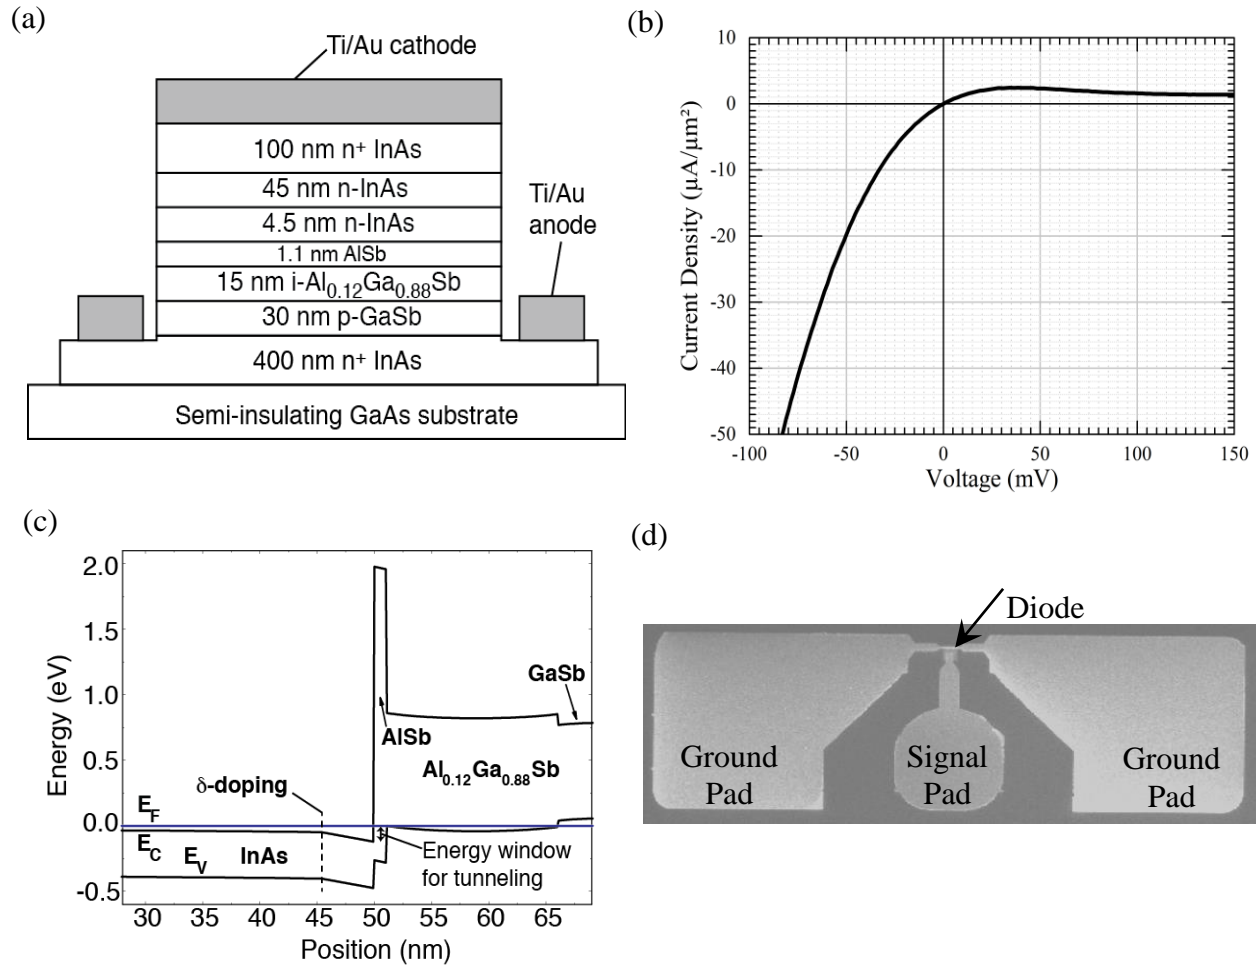 (a)
Ti/Au cathode
100 nm n⁺ InAs
45 nm n-InAs
4.5 nm n-InAs
1.1 nm AlSb
15 nm i-Al₀.₁₂Ga₀.₈₈Sb
30 nm p-GaSb
400 nm n⁺ InAs
Semi-insulating GaAs substrate
Ti/Au
anode
(b)
10
0
-10
-20
-30
-40
-50
Current Density (μA/μm²)
-100
-50
0
50
100
150
Voltage (mV)
(c)
2.0
1.5
1.0
0.5
0.0
-0.5
Energy (eV)
GaSb
AlSb
Al₀.₁₂Ga₀.₈₈Sb
δ-doping
E_F
E_C
E_V
InAs
Energy window
for tunneling
30
35
40
45
50
55
60
65
Position (nm)
(d)
Diode
Ground
Pad
Signal
Pad
Ground
Pad